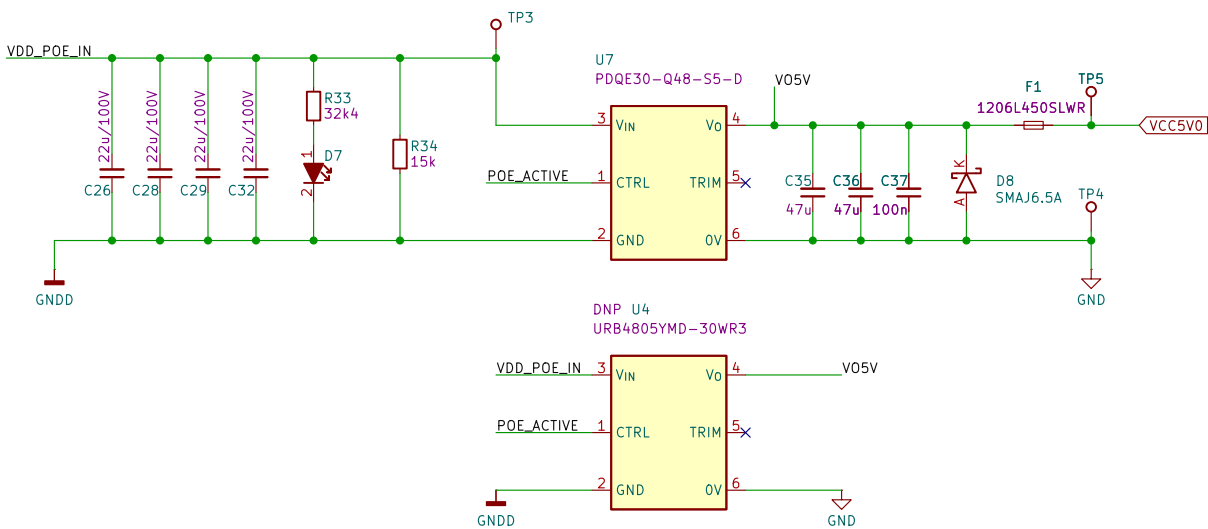 TP3
VDD_POE_IN
U7
PDQE30-Q48-S5-D
VO5V
F1
1206L450SLWR
TP5
VCC5V0
22u/100V
22u/100V
22u/100V
22u/100V
R33
32k4
3
VIN
VO
4
1
D7
2
R34
15k
C26
C28
C29
C32
POE_ACTIVE
1
CTRL
TRIM
5
C35
47u
C36
47u
C37
100n
K
A
D8
SMAJ6.5A
TP4
2
GND
0V
6
GNDD
GND
DNP U4
URB4805YMD-30WR3
VDD_POE_IN
3
VIN
VO
4
VO5V
POE_ACTIVE
1
CTRL
TRIM
5
2
GND
0V
6
GNDD
GND